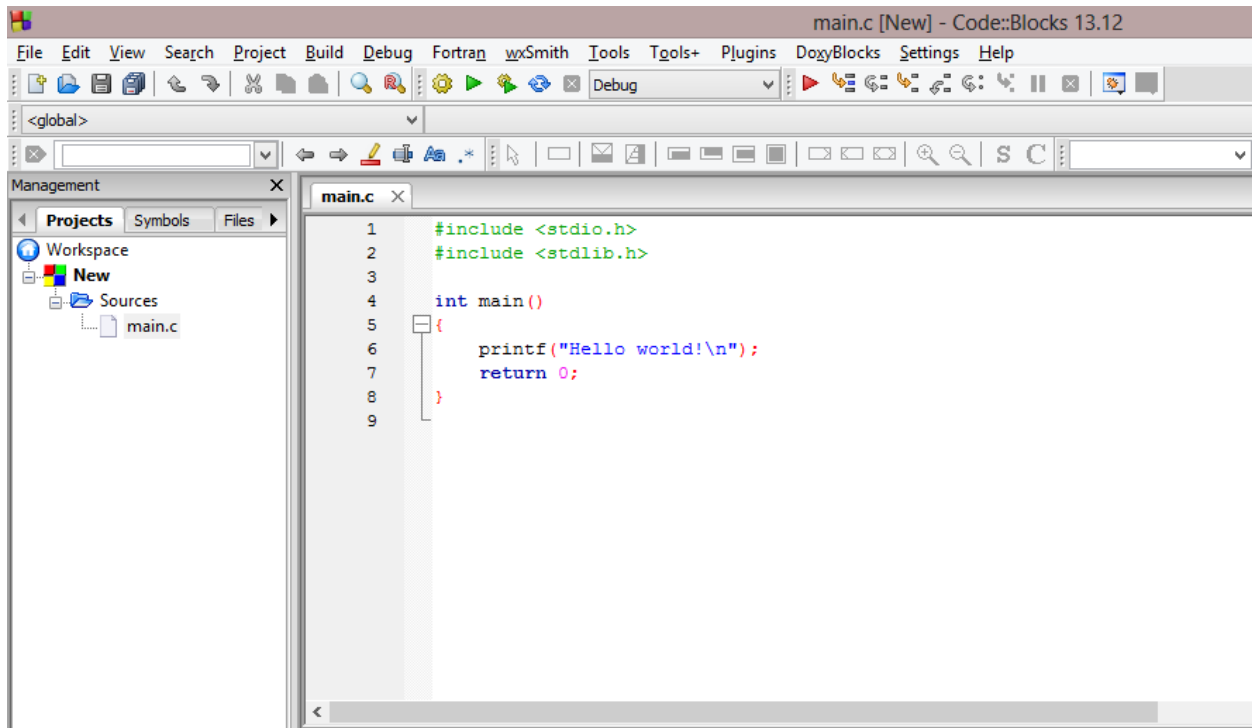 main.c [New] - Code::Blocks 13.12
File Edit View Search Project Build Debug Fortran wxSmith Tools Tools+ Plugins DoxyBlocks Settings Help
Debug
<global>
S C
Management
Projects Symbols Files
Workspace
New
Sources
main.c
main.c
1 #include <stdio.h>
2 #include <stdlib.h>
3
4 int main()
5 {
6 printf("Hello world!\n");
7 return 0;
8 }
9